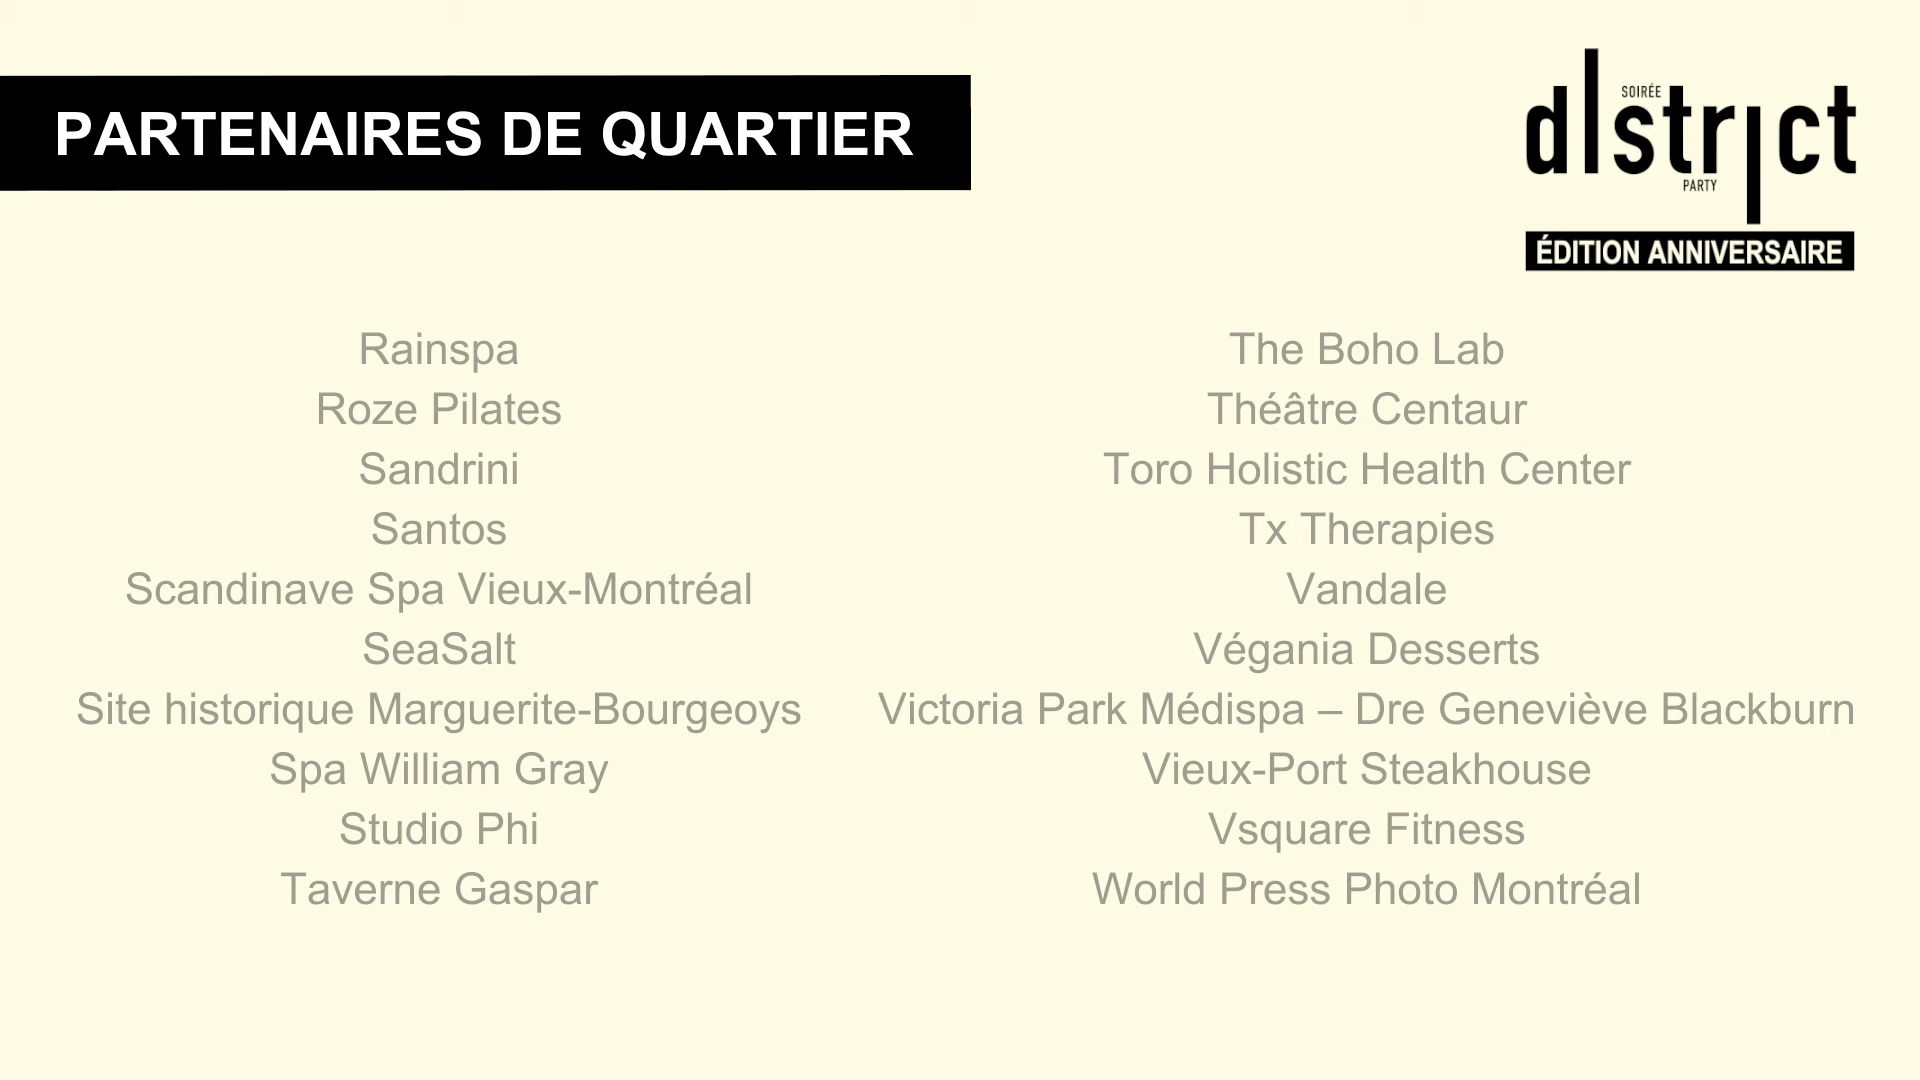 PARTENAIRES DE QUARTIER
SOIRÉE
dIstrIct
PARTY
ÉDITION ANNIVERSAIRE
Rainspa
Roze Pilates
Sandrini
Santos
Scandinave Spa Vieux-Montréal
SeaSalt
Site historique Marguerite-Bourgeoys
Spa William Gray
Studio Phi
Taverne Gaspar
The Boho Lab
Théâtre Centaur
Toro Holistic Health Center
Tx Therapies
Vandale
Végania Desserts
Victoria Park Médispa – Dre Geneviève Blackburn
Vieux-Port Steakhouse
Vsquare Fitness
World Press Photo Montréal